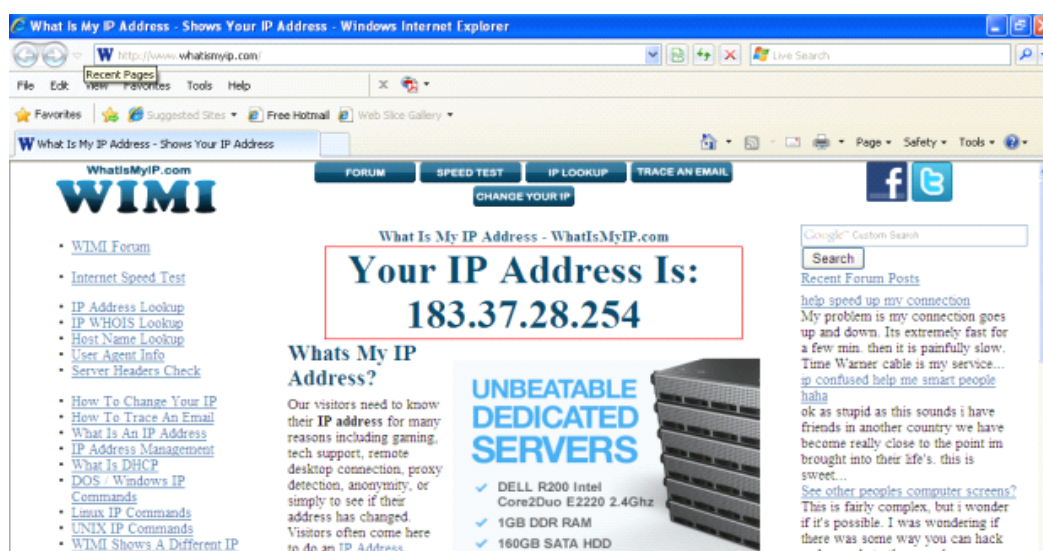 What Is My IP Address - Shows Your IP Address - Windows Internet Explorer
http://www.whatismyip.com/
Live Search
Recent Pages
File Edit View Favorites Tools Help
Favorites Suggested Sites Free Hotmail Web Slice Gallery
What Is My IP Address - Shows Your IP Address
Page Safety Tools
WhatIsMyIP.com
WIMI
FORUM SPEED TEST IP LOOKUP TRACE AN EMAIL
CHANGE YOUR IP
WIMI Forum
Internet Speed Test
IP Address Lookup
IP WHOIS Lookup
Host Name Lookup
User Agent Info
Server Headers Check
How To Change Your IP
How To Trace An Email
What Is An IP Address
IP Address Management
What Is DHCP
DOS / Windows IP
Commands
Linux IP Commands
UNIX IP Commands
WIMI Shows A Different IP
What Is My IP Address - WhatIsMyIP.com
Your IP Address Is:
183.37.28.254
Whats My IP
Address?
Our visitors need to know
their IP address for many
reasons including gaming,
tech support, remote
desktop connection, proxy
detection, anonymity, or
simply to see if their
address has changed.
Visitors often come here
to do an IP Address
UNBEATABLE
DEDICATED
SERVERS
DELL R200 Intel
Core2Duo E2220 2.4Ghz
1GB DDR RAM
160GB SATA HDD
Google™ Custom Search
Search
Recent Forum Posts
help speed up my connection
My problem is my connection goes
up and down. Its extremely fast for
a few min. then it is painfully slow.
Time Warner cable is my service...
ip confused help me smart people
haha
ok as stupid as this sounds i have
friends in another country we have
become really close to the point im
brought into their life's. this is
sweet...
See other peoples computer screens?
This is fairly complex, but i wonder
if it's possible. I was wondering if
there was some way you can hack